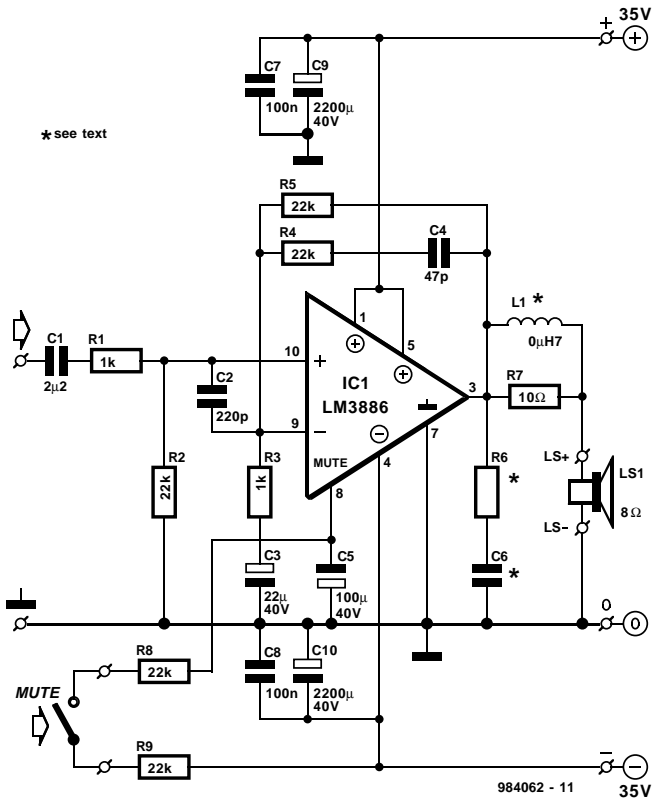 + 35V
+
C7
C9
100n
2200µ
40V
* see text
R5
22k
R4
22k
C4
47p
L1 *
0µH7
C1
2µ2
R1
1k
1
5
+
+
10
+
IC1
LM3886
3
R7
10Ω
C2
220p
9
−
−
MUTE
4
7
8
R2
22k
R3
1k
R6
*
LS+
LS1
8Ω
LS−
C3
22µ
40V
C5
100µ
40V
C6
*
0
0
R8
22k
C8
100n
C10
2200µ
40V
MUTE
R9
22k
−
−
35V
984062 - 11